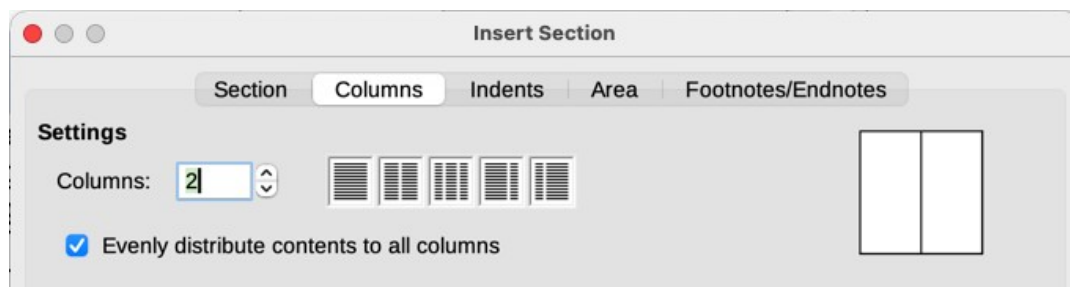 Insert Section
Section Columns Indents Area Footnotes/Endnotes
Settings
Columns: 2
Evenly distribute contents to all columns